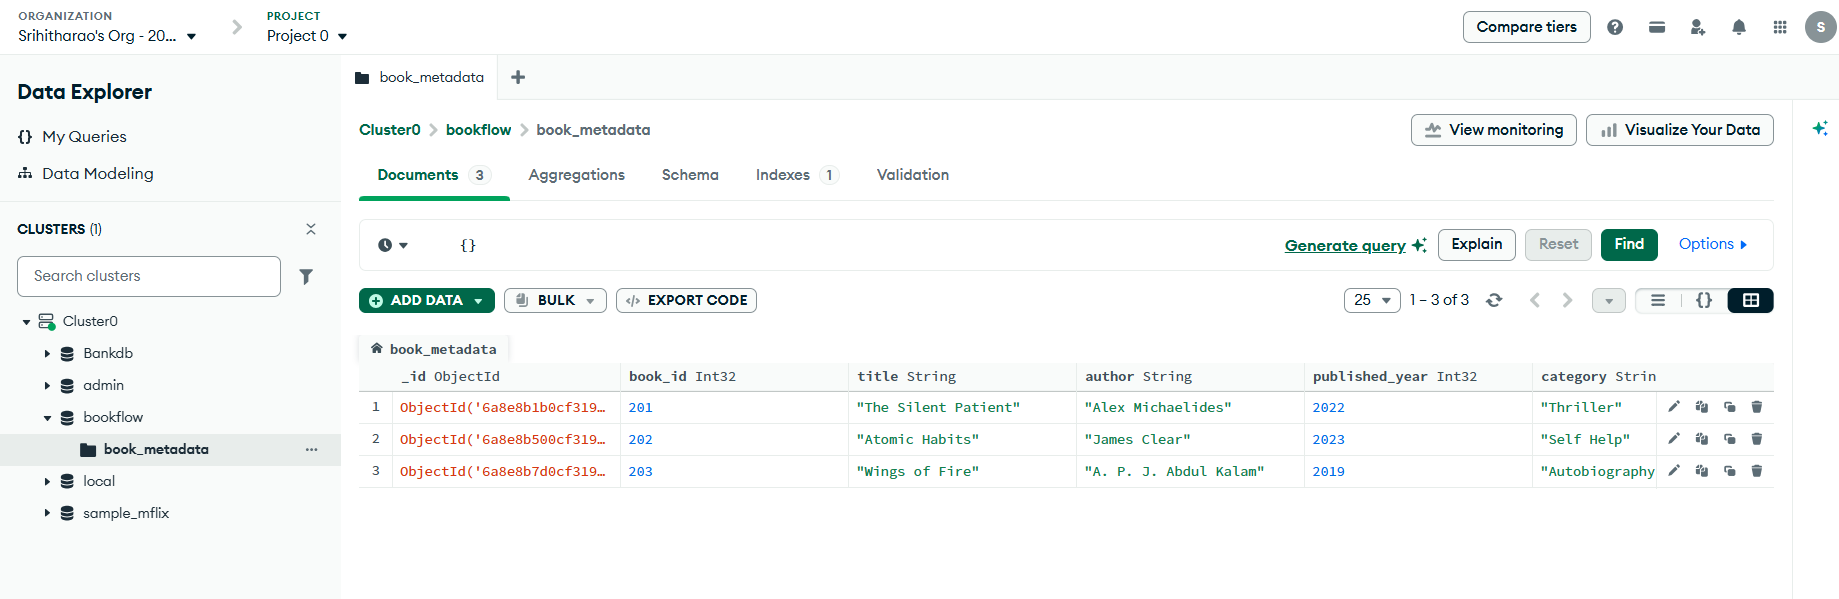 ORGANIZATION
Srihitharao's Org - 20...
PROJECT
Project 0
Compare tiers
S
Data Explorer
My Queries
Data Modeling
CLUSTERS (1)
Search clusters
Cluster0
Bankdb
admin
bookflow
book_metadata
local
sample_mflix
book_metadata
Cluster0 > bookflow > book_metadata
View monitoring
Visualize Your Data
Documents 3 Aggregations Schema Indexes 1 Validation
{}
Generate query Explain Reset Find Options
ADD DATA BULK EXPORT CODE
25 1 – 3 of 3 {}
book_metadata
_id ObjectId book_id Int32 title String author String published_year Int32 category Strin
1 ObjectId('6a8e8b1b0cf319… 201 "The Silent Patient" "Alex Michaelides" 2022 "Thriller"
2 ObjectId('6a8e8b500cf319… 202 "Atomic Habits" "James Clear" 2023 "Self Help"
3 ObjectId('6a8e8b7d0cf319… 203 "Wings of Fire" "A. P. J. Abdul Kalam" 2019 "Autobiography